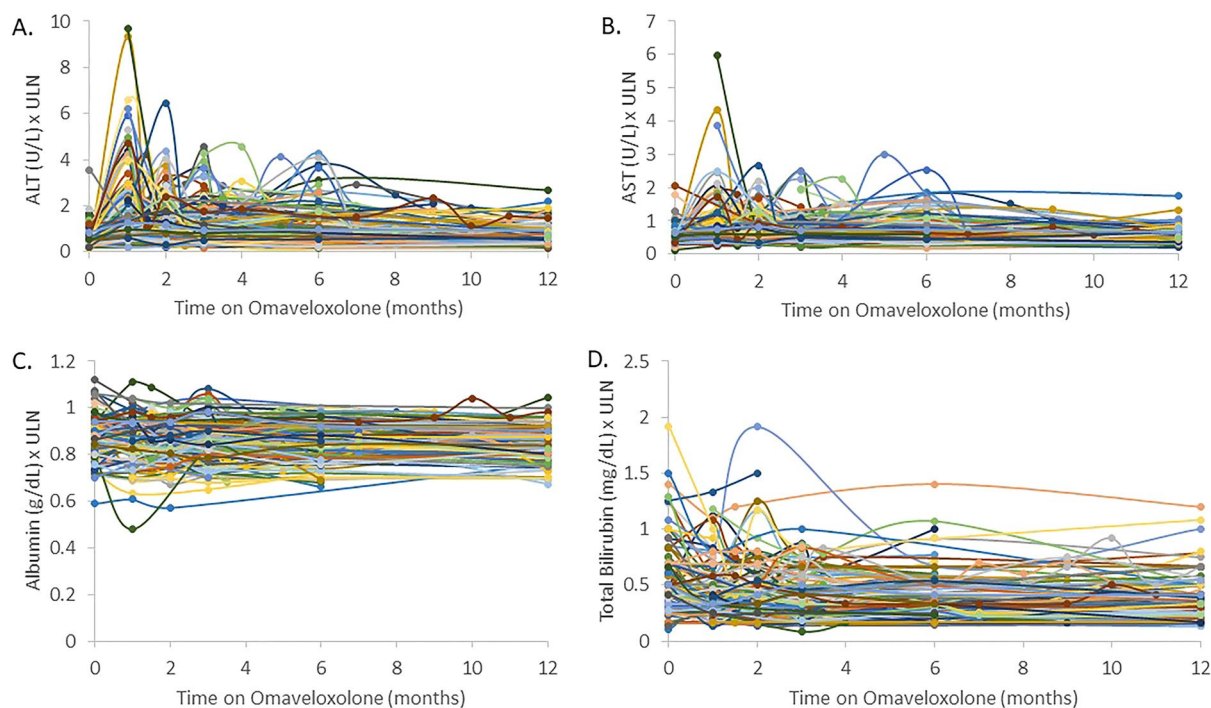 A.
ALT (U/L) x ULN
10
8
6
4
2
0
0 2 4 6 8 10 12
Time on Omaveloxolone (months)
B.
AST (U/L) x ULN
7
6
5
4
3
2
1
0
0 2 4 6 8 10 12
Time on Omaveloxolone (months)
C.
Albumin (g/dL) x ULN
1.2
1
0.8
0.6
0.4
0.2
0
0 2 4 6 8 10 12
Time on Omaveloxolone (months)
D.
Total Bilirubin (mg/dL) x ULN
2.5
2
1.5
1
0.5
0
0 2 4 6 8 10 12
Time on Omaveloxolone (months)